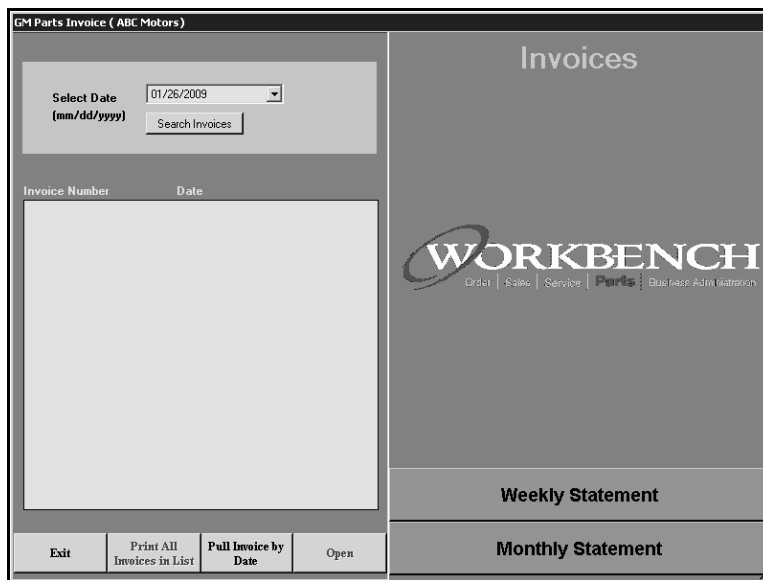 GM Parts Invoice ( ABC Motors )
Invoices
Select Date
(mm/dd/yyyy)
01/26/2009
Search Invoices
Invoice Number Date
WORKBENCH
Order | Sales | Service | Parts | Business Administration
Weekly Statement
Monthly Statement
Exit
Print All
Invoices in List
Pull Invoice by
Date
Open